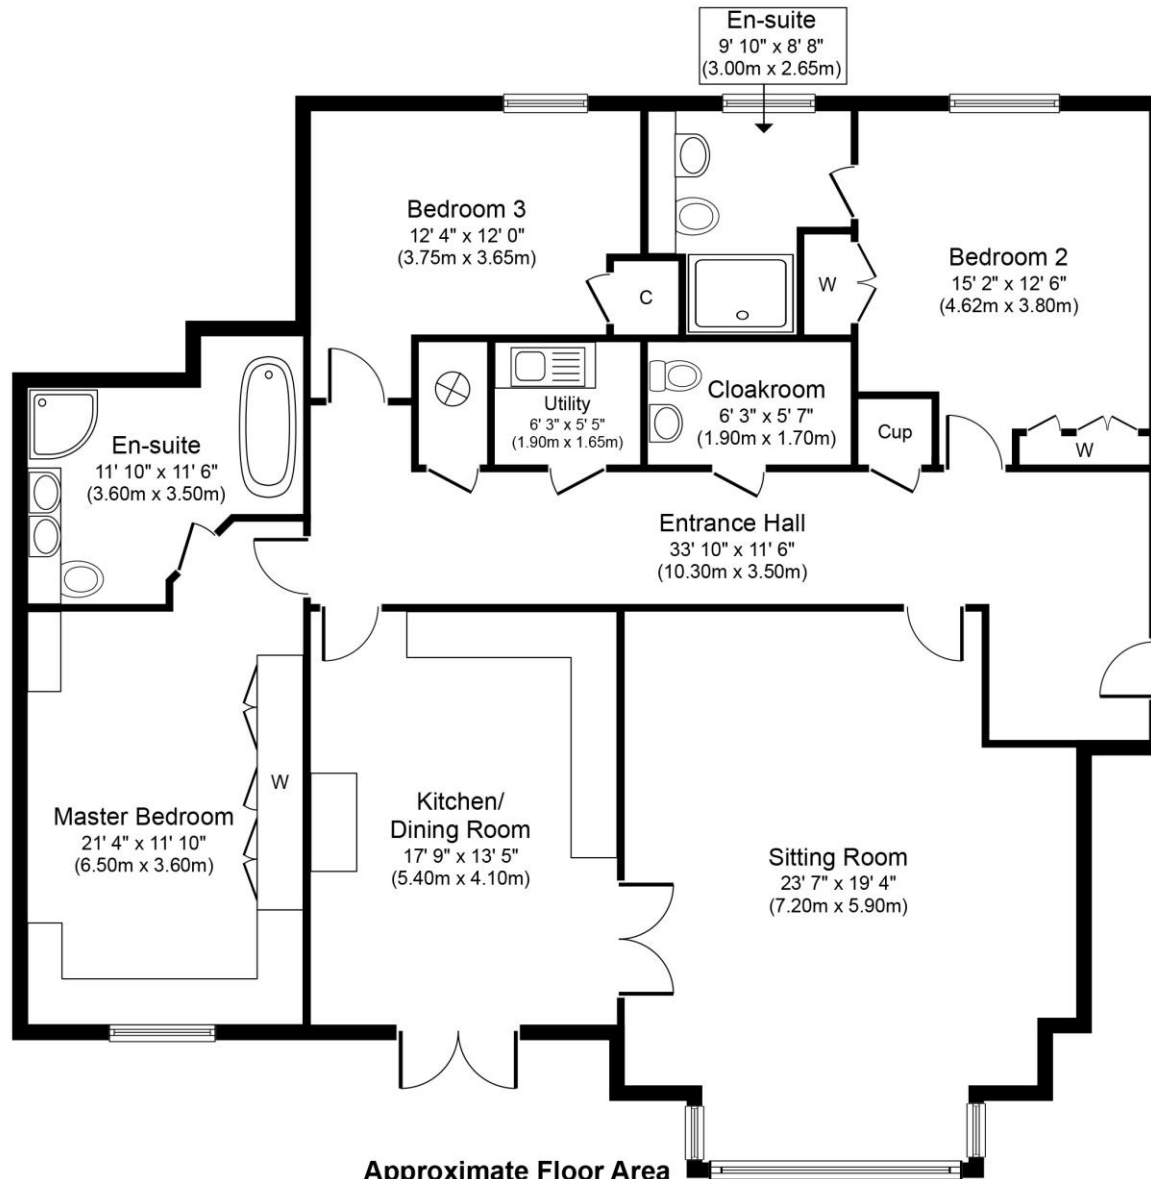 En-suite
9' 10" x 8' 8"
(3.00m x 2.65m)
Bedroom 3
12' 4" x 12' 0"
(3.75m x 3.65m)
C
W
Bedroom 2
15' 2" x 12' 6"
(4.62m x 3.80m)
Utility
6' 3" x 5' 5"
(1.90m x 1.65m)
Cloakroom
6' 3" x 5' 7"
(1.90m x 1.70m)
Cup
W
En-suite
11' 10" x 11' 6"
(3.60m x 3.50m)
Entrance Hall
33' 10" x 11' 6"
(10.30m x 3.50m)
W
Master Bedroom
21' 4" x 11' 10"
(6.50m x 3.60m)
Kitchen/
Dining Room
17' 9" x 13' 5"
(5.40m x 4.10m)
Sitting Room
23' 7" x 19' 4"
(7.20m x 5.90m)
Approximate Floor Area